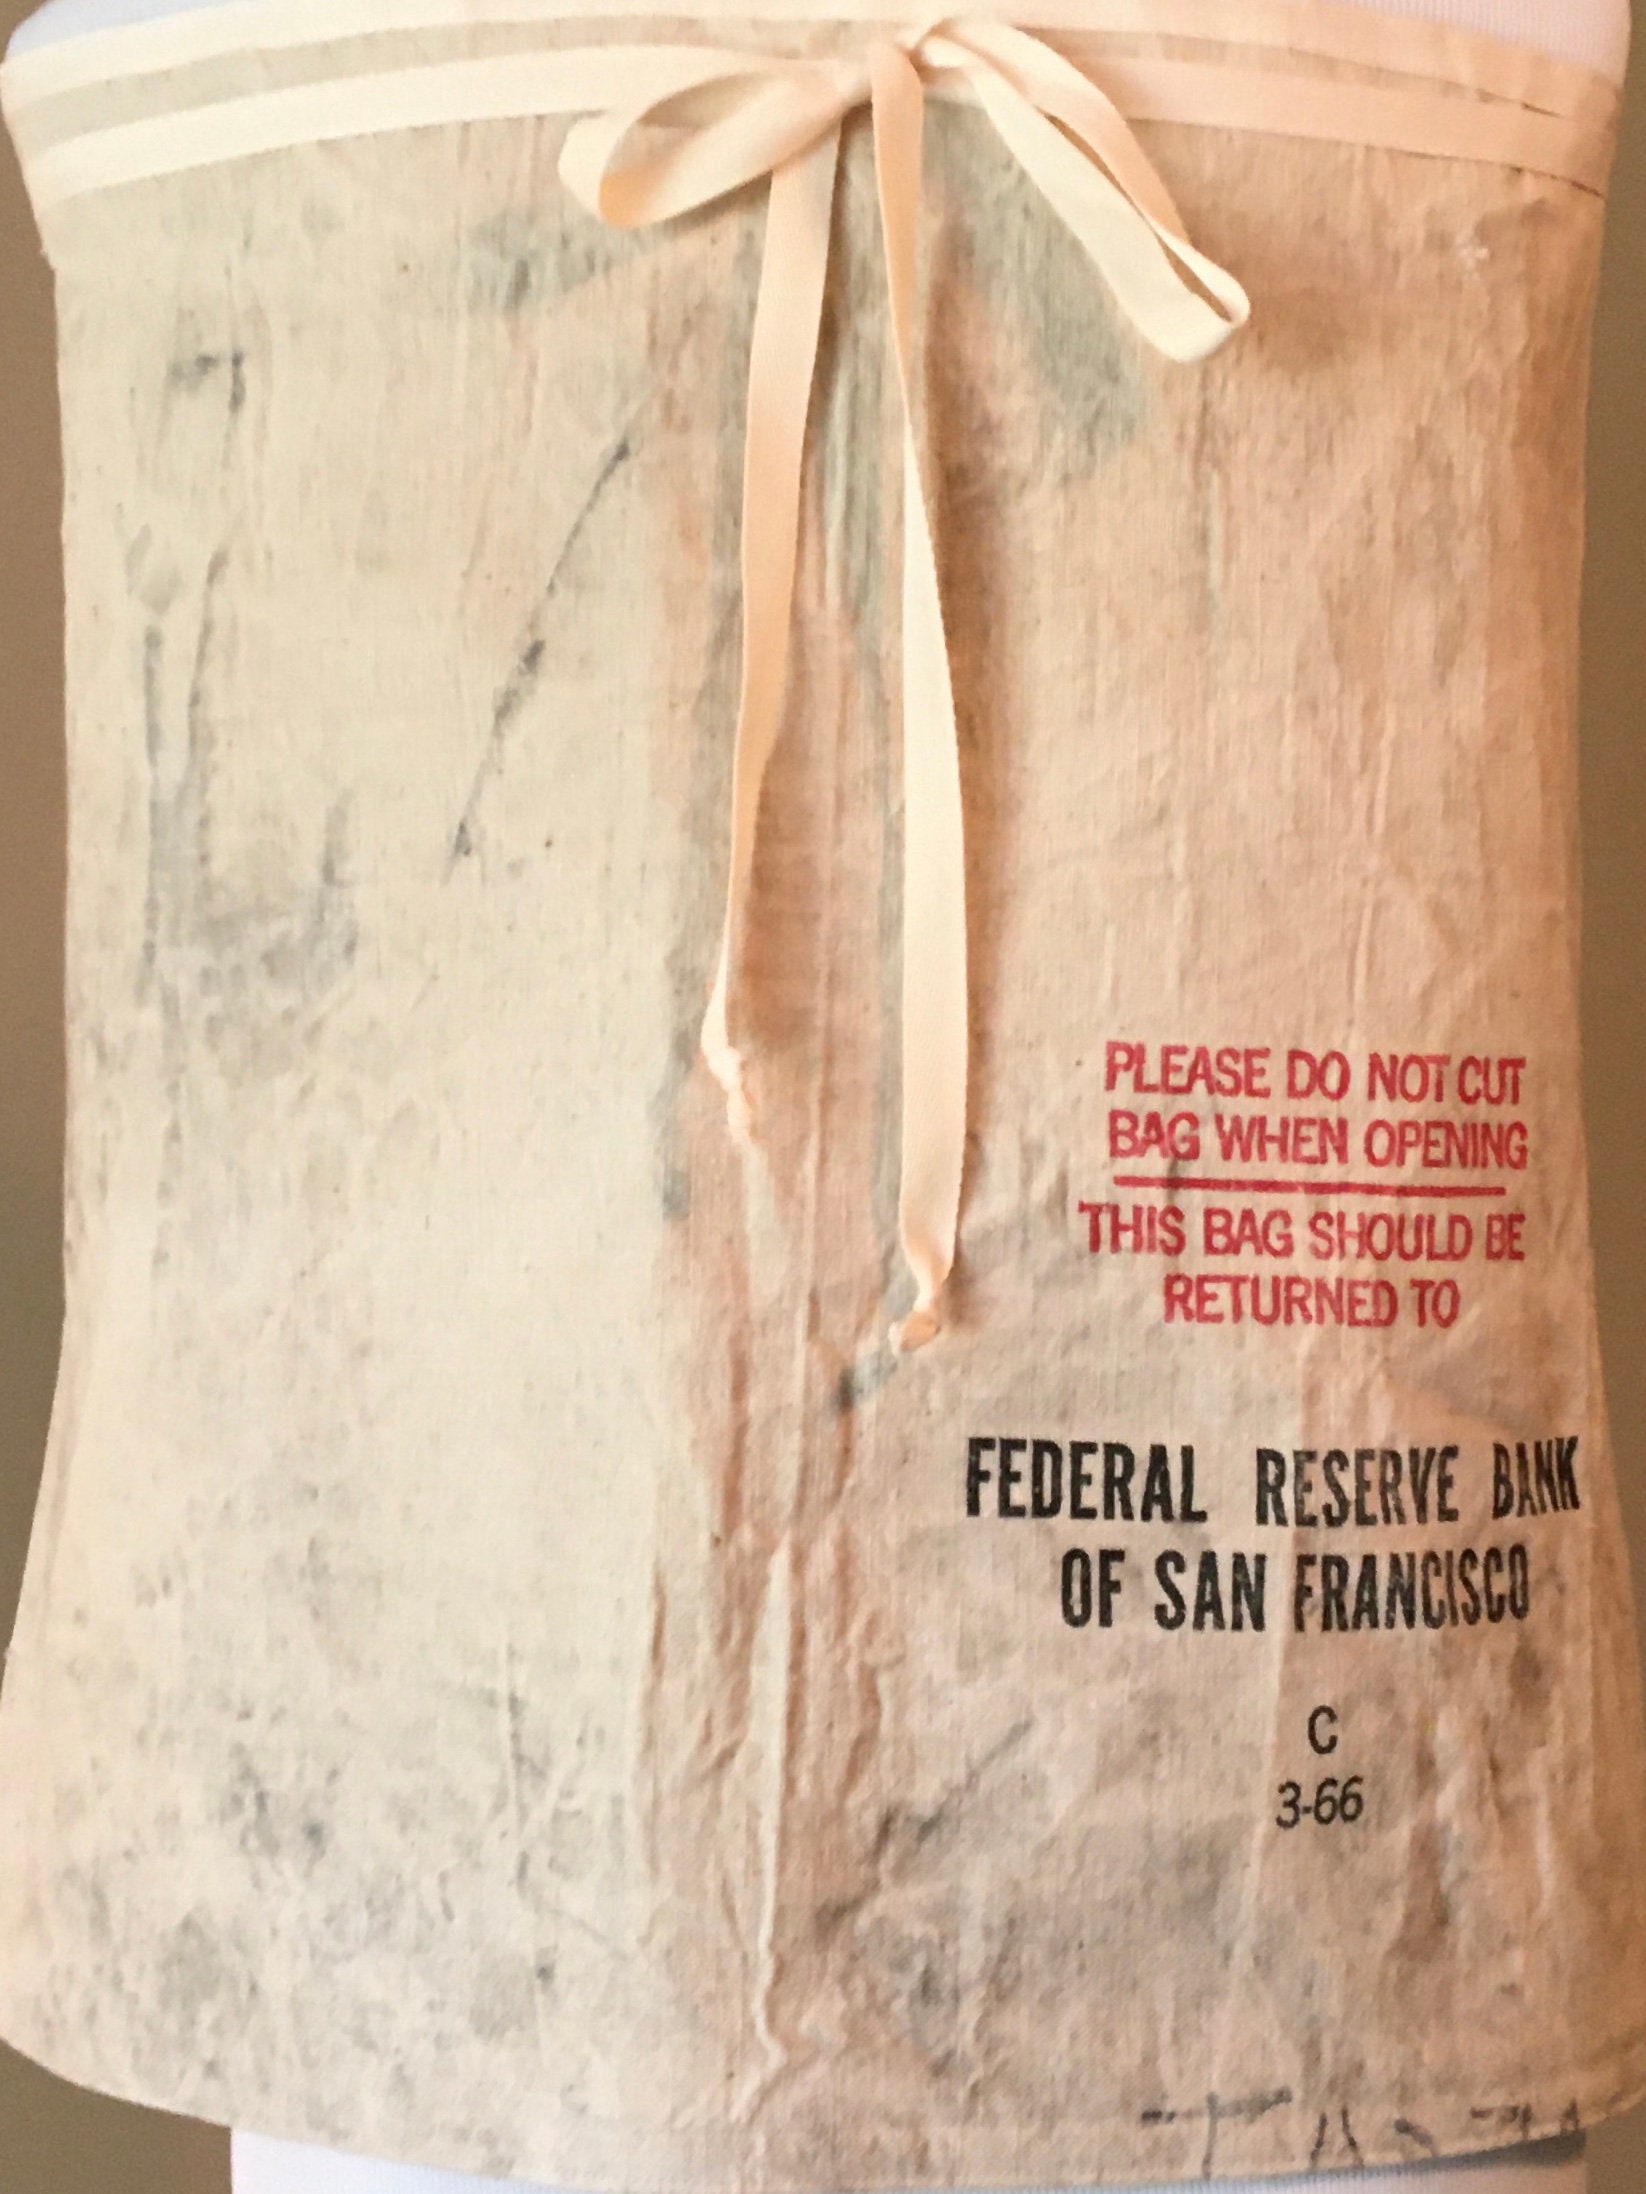 PLEASE DO NOT CUT
BAG WHEN OPENING
THIS BAG SHOULD BE
RETURNED TO
FEDERAL RESERVE BANK
OF SAN FRANCISCO
C
3-66